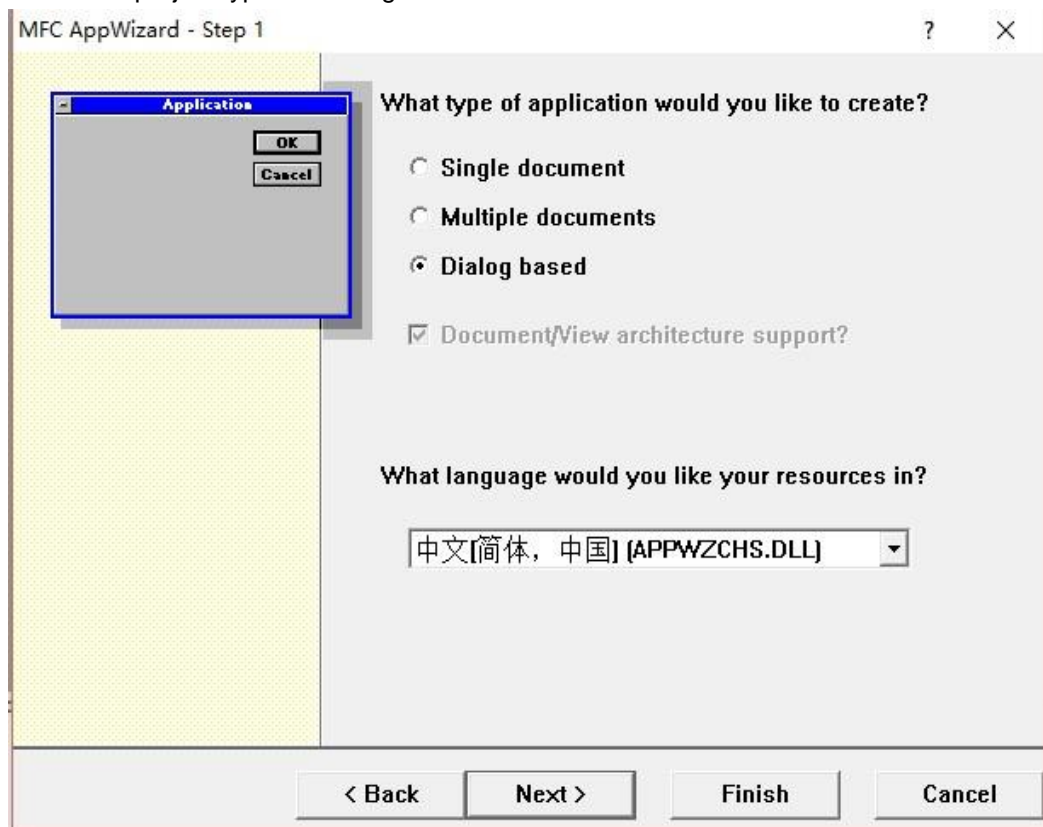 MFC AppWizard - Step 1
? ×
Application
OK
Cancel
What type of application would you like to create?
Single document
Multiple documents
Dialog based
Document/View architecture support?
What language would you like your resources in?
中文[简体，中国] (APPWZCHS.DLL)
< Back
Next >
Finish
Cancel